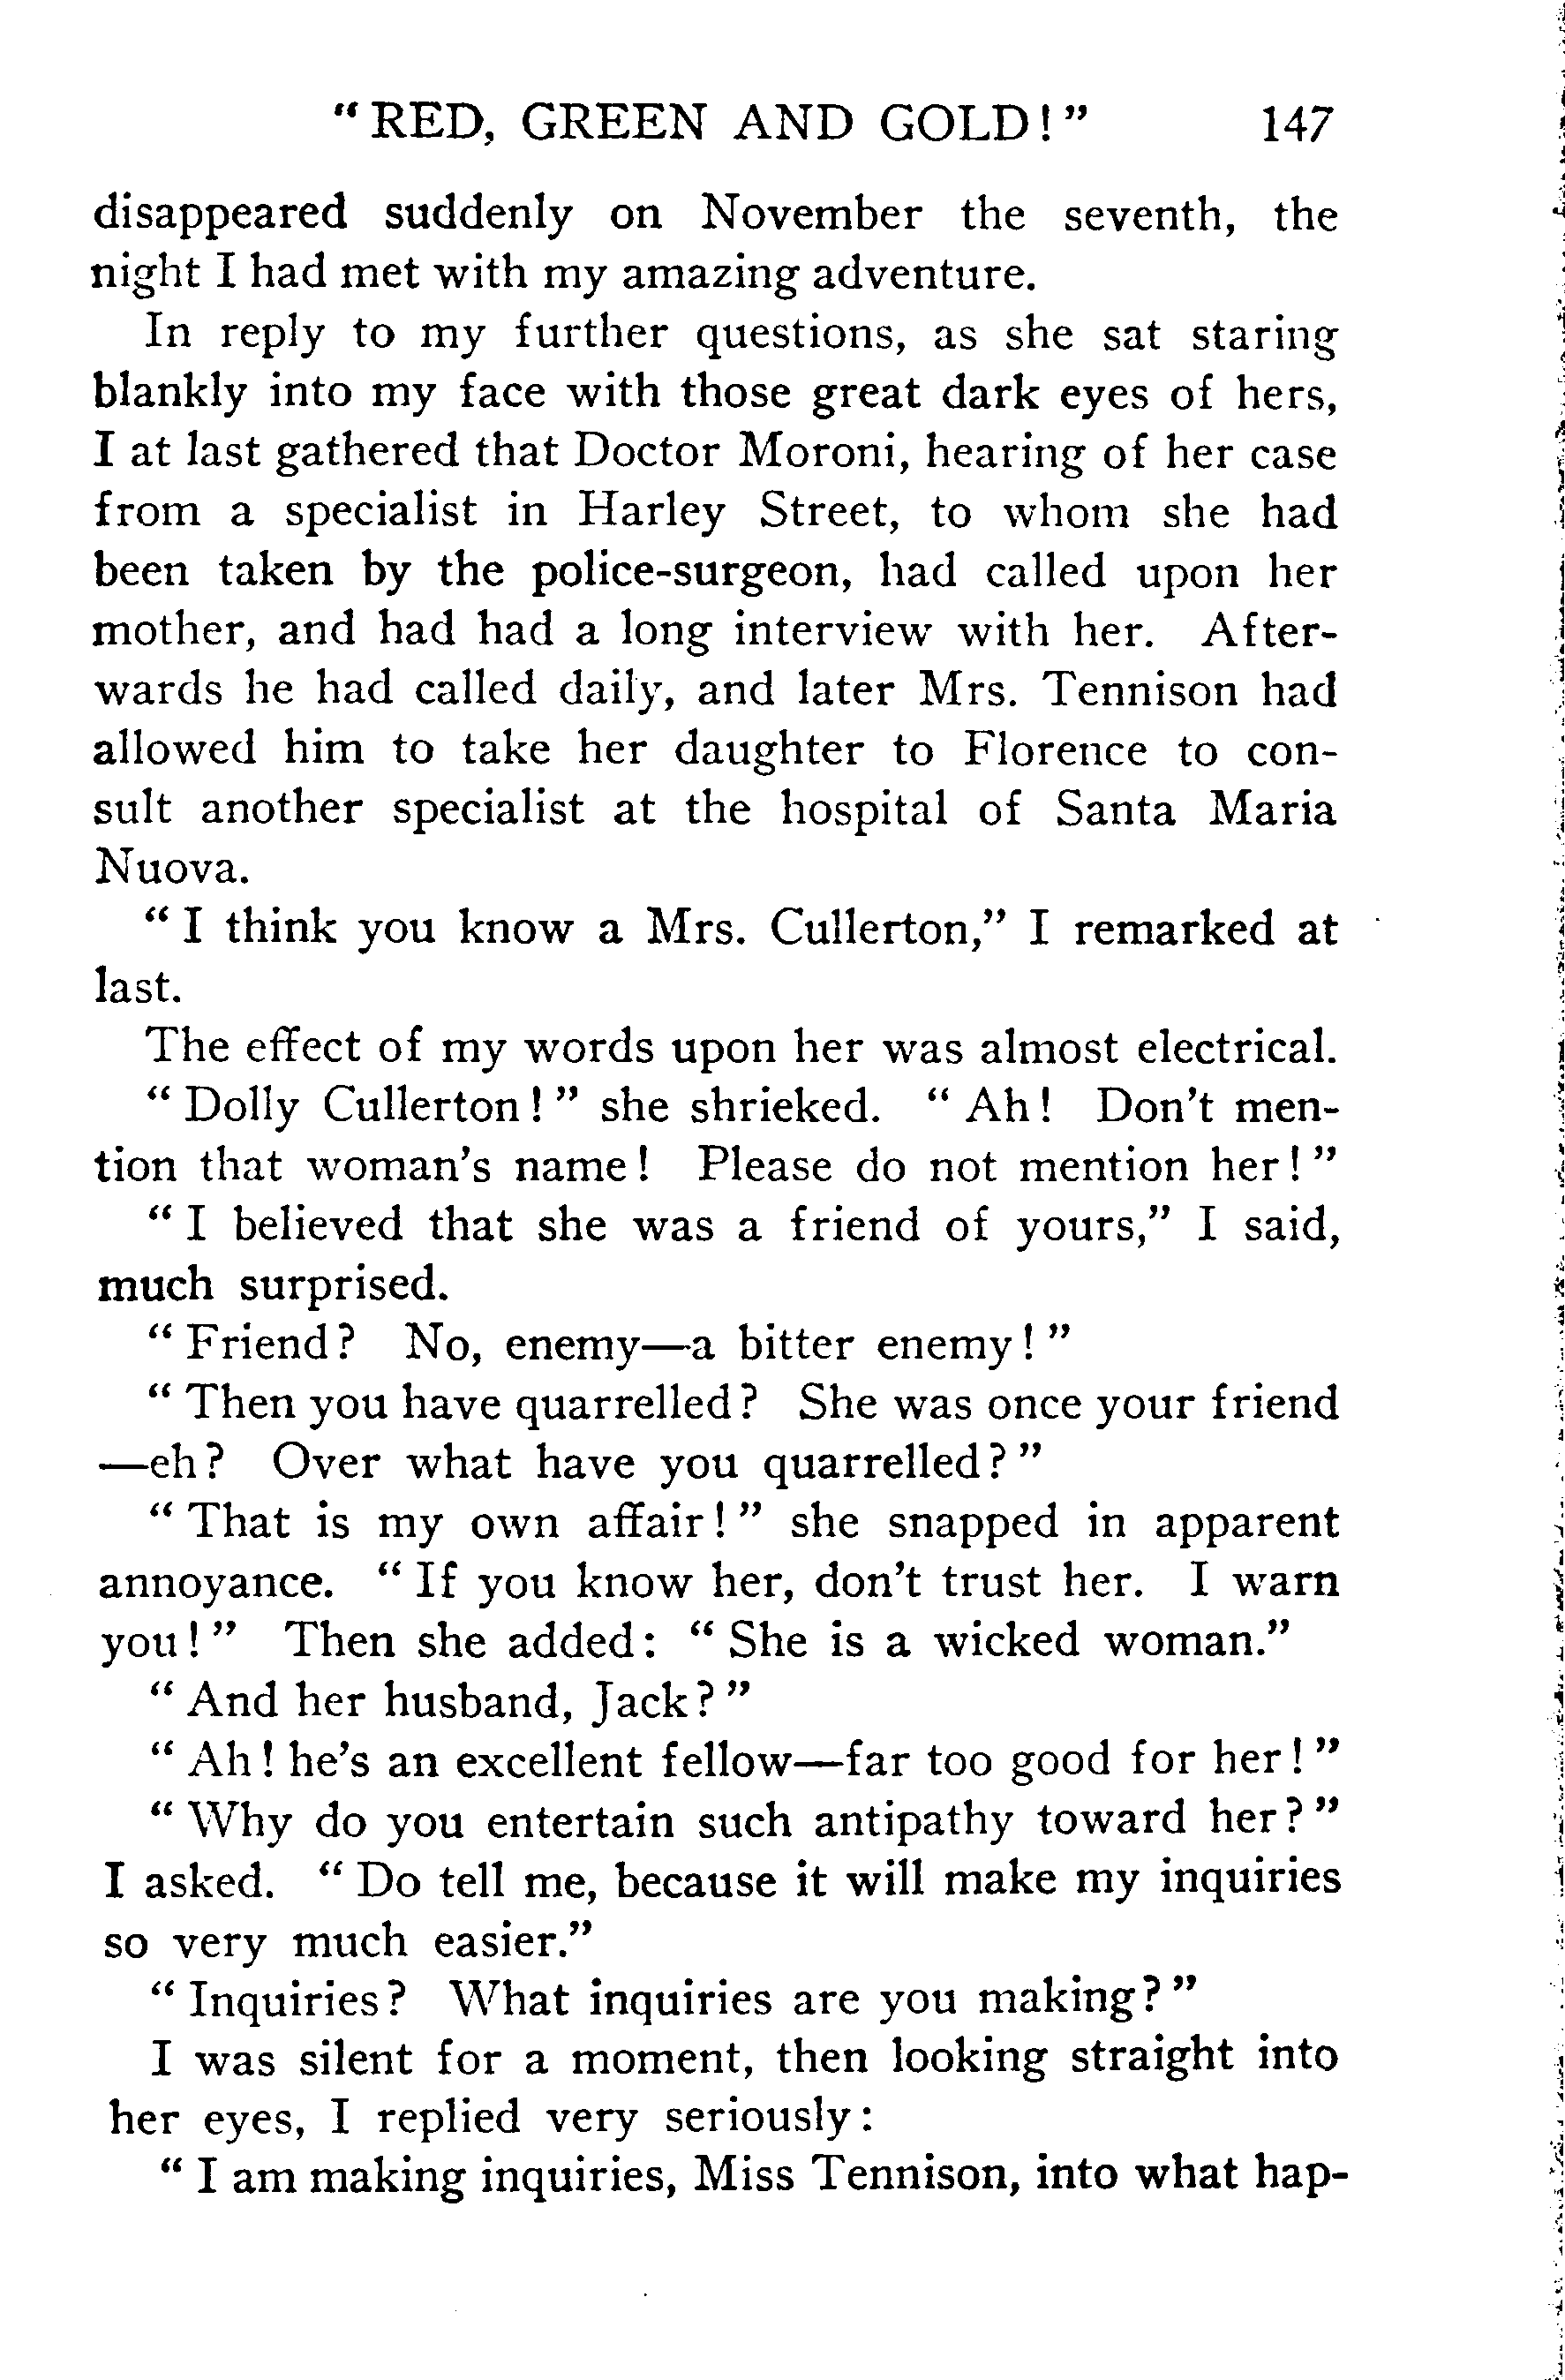 "RED, GREEN AND GOLD!" 147
disappeared suddenly on November the seventh, the
night I had met with my amazing adventure.
In reply to my further questions, as she sat staring
blankly into my face with those great dark eyes of hers,
I at last gathered that Doctor Moroni, hearing of her case
from a specialist in Harley Street, to whom she had
been taken by the police-surgeon, had called upon her
mother, and had had a long interview with her. After-
wards he had called daily, and later Mrs. Tennison had
allowed him to take her daughter to Florence to con-
sult another specialist at the hospital of Santa Maria
Nuova.
"I think you know a Mrs. Cullerton," I remarked at
last.
The effect of my words upon her was almost electrical.
"Dolly Cullerton!" she shrieked. "Ah! Don't men-
tion that woman's name! Please do not mention her!"
"I believed that she was a friend of yours," I said,
much surprised.
"Friend? No, enemy—a bitter enemy!"
"Then you have quarrelled? She was once your friend
—eh? Over what have you quarrelled?"
"That is my own affair!" she snapped in apparent
annoyance. "If you know her, don't trust her. I warn
you!" Then she added: "She is a wicked woman."
"And her husband, Jack?"
"Ah! he's an excellent fellow—far too good for her!"
"Why do you entertain such antipathy toward her?"
I asked. "Do tell me, because it will make my inquiries
so very much easier."
"Inquiries? What inquiries are you making?"
I was silent for a moment, then looking straight into
her eyes, I replied very seriously:
"I am making inquiries, Miss Tennison, into what hap-